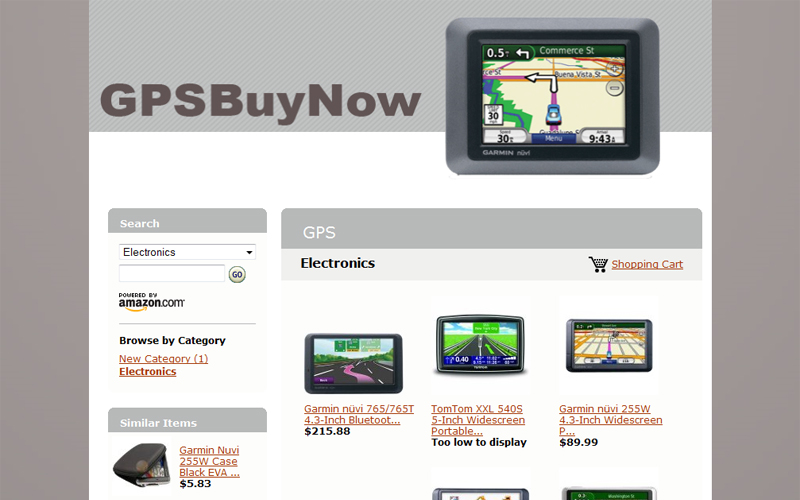 GPSBuyNow
0.5
Commerce St
Buena Vista St
30
30
Menu
9:43
GARMIN nüvi
Search
Electronics
GO
POWERED BY
amazon.com
Browse by Category
New Category (1)
Electronics
Similar Items
Garmin Nuvi
255W Case
Black EVA ...
$5.83
GPS
Electronics
Shopping Cart
Garmin nüvi 765/765T
4.3-Inch Bluetoot...
$215.88
TomTom XXL 540S
5-Inch Widescreen
Portable...
Too low to display
Garmin nüvi 255W
4.3-Inch Widescreen
P...
$89.99